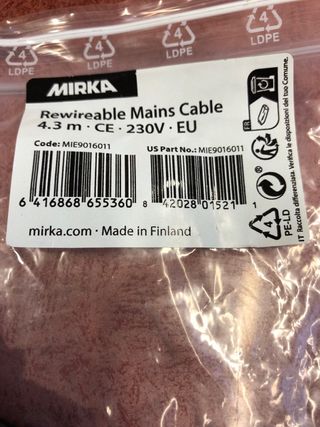 4
LDPE
4
LDPE
4
LDPE
MIRKA
Rewireable Mains Cable
4.3 m · CE · 230V · EU
Code: MIE9016011
US Part No.: MIE9016011
6 416868 655360
8 42028 01521 1
mirka.com · Made in Finland
FR
4
PE-LD
IT Raccolta differenziata. Verifica le disposizioni del tuo Comune.